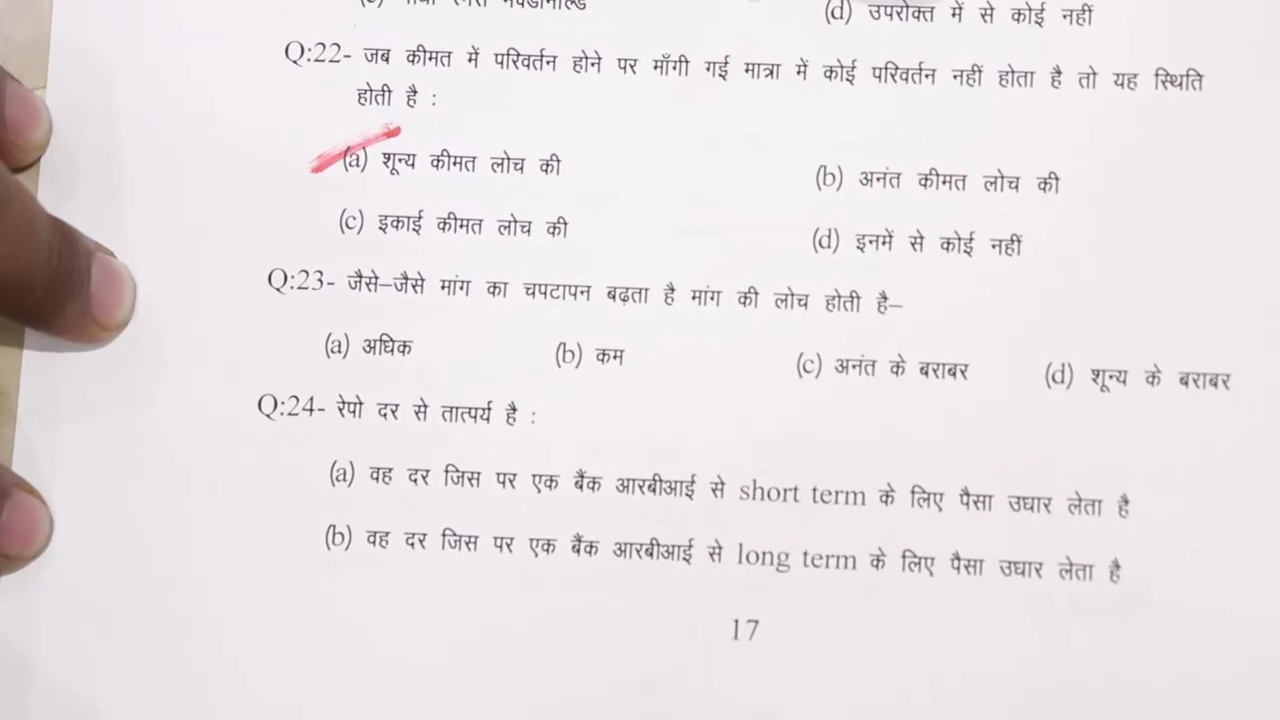 (d) उपरोक्त में से कोई नहीं
Q:22- जब कीमत में परिवर्तन होने पर माँगी गई मात्रा में कोई परिवर्तन नहीं होता है तो यह स्थिति
होती है :
(a) शून्य कीमत लोच की (b) अनंत कीमत लोच की
(c) इकाई कीमत लोच की (d) इनमें से कोई नहीं
Q:23- जैसे–जैसे मांग का चपटापन बढ़ता है मांग की लोच होती है–
(a) अधिक (b) कम (c) अनंत के बराबर (d) शून्य के बराबर
Q:24- रेपो दर से तात्पर्य है :
(a) वह दर जिस पर एक बैंक आरबीआई से short term के लिए पैसा उधार लेता है
(b) वह दर जिस पर एक बैंक आरबीआई से long term के लिए पैसा उधार लेता है
17